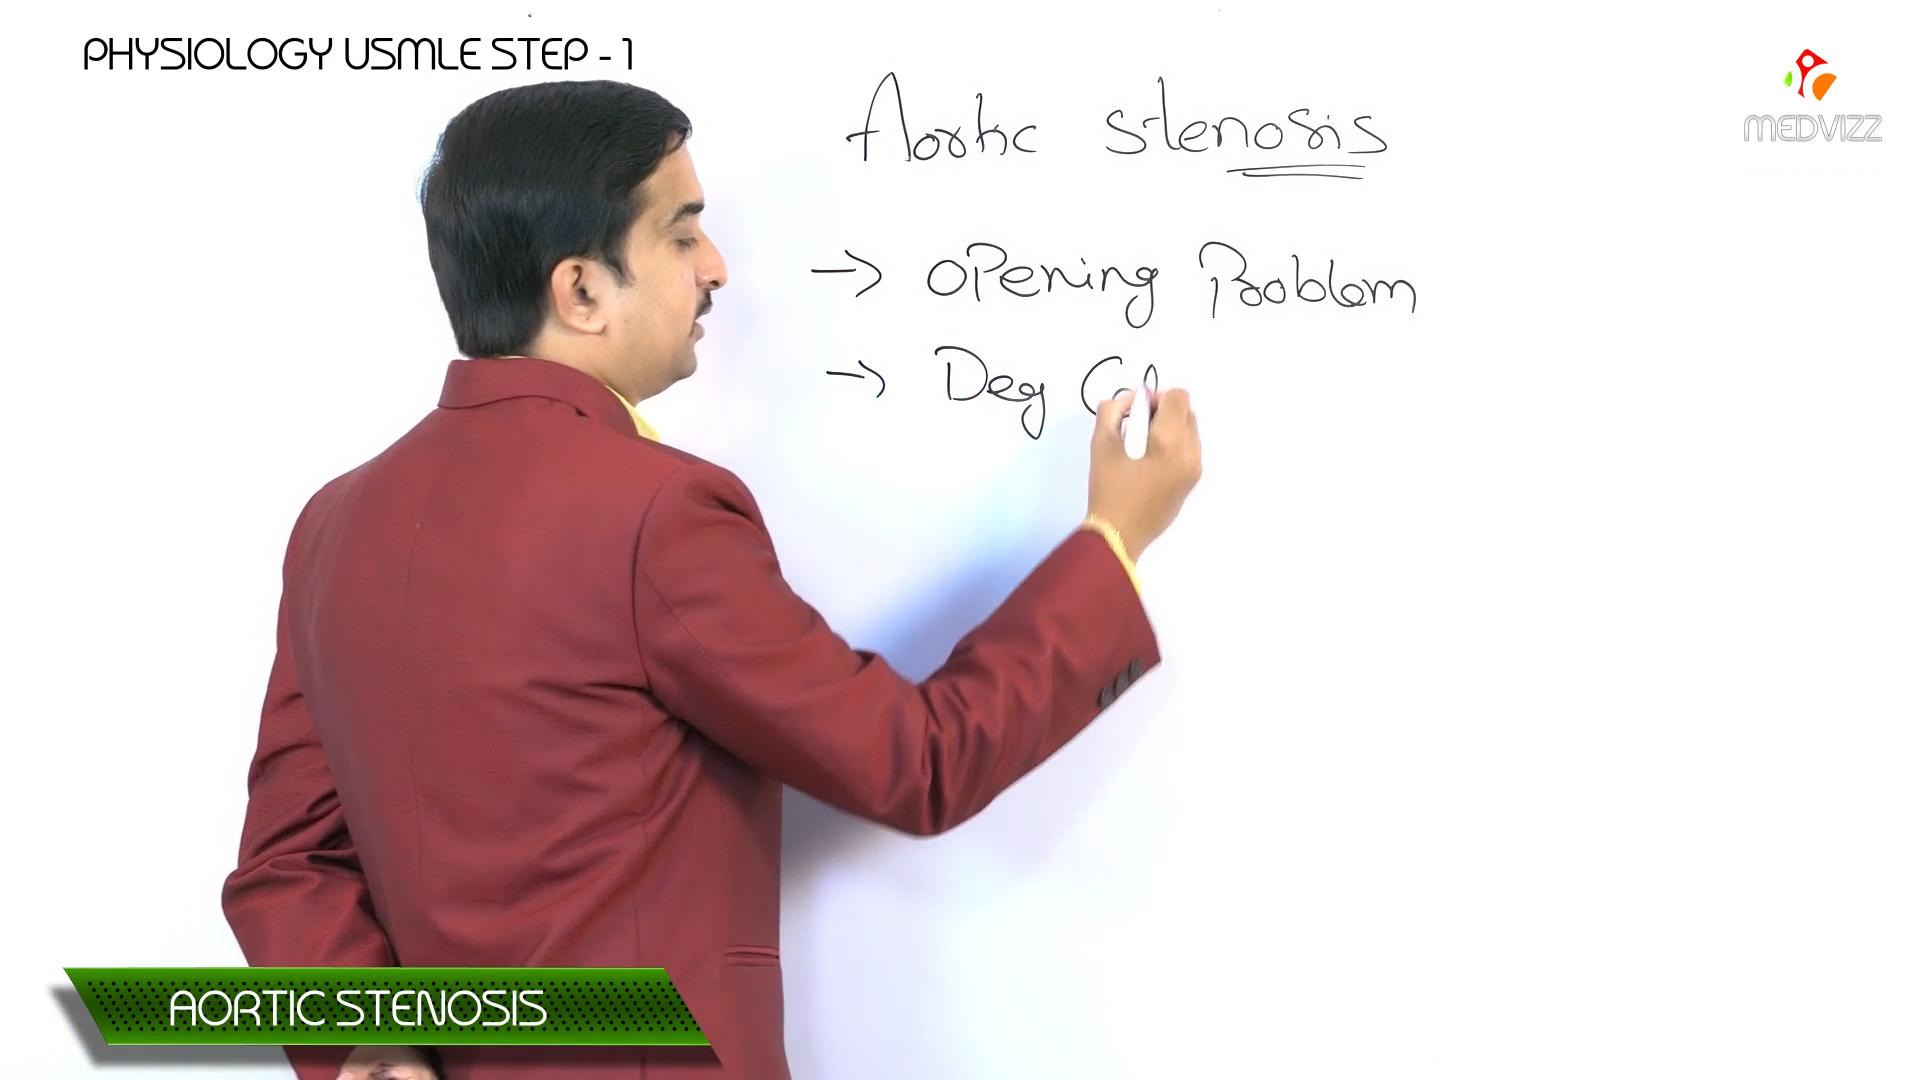 PHYSIOLOGY USMLE STEP - 1
MEDVIZZ
Aortic stenosis
→ opening Problem
→ Deg
AORTIC STENOSIS